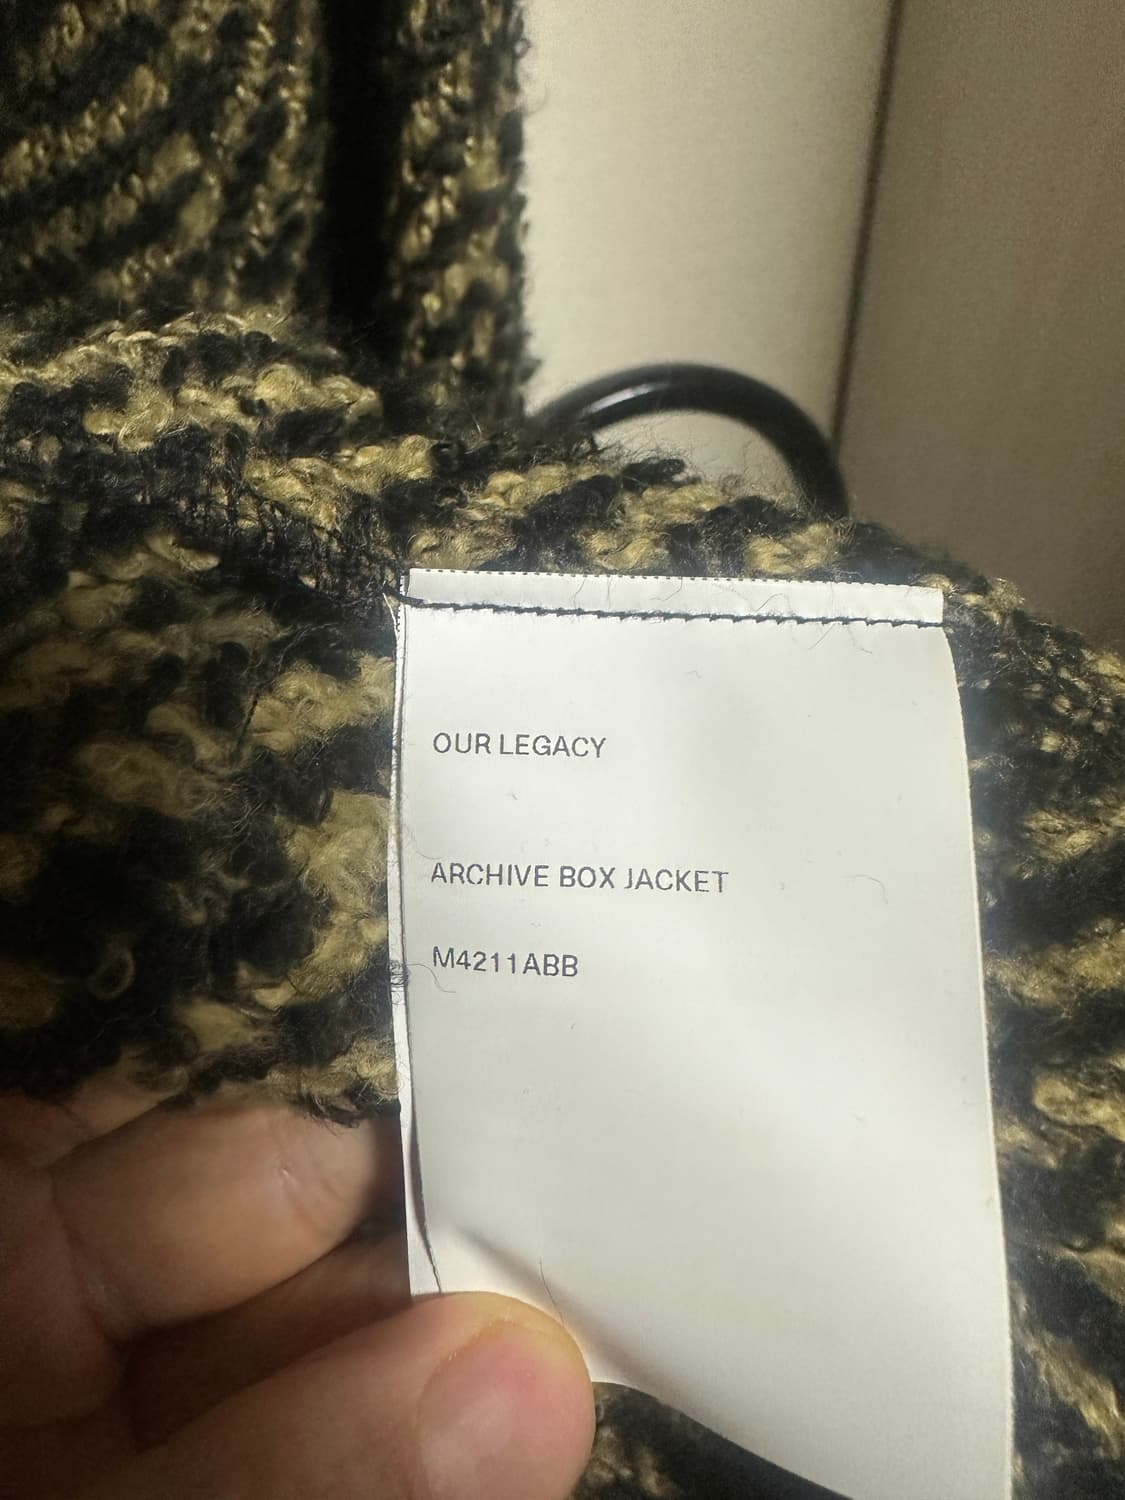 OUR LEGACY
ARCHIVE BOX JACKET
M4211ABB